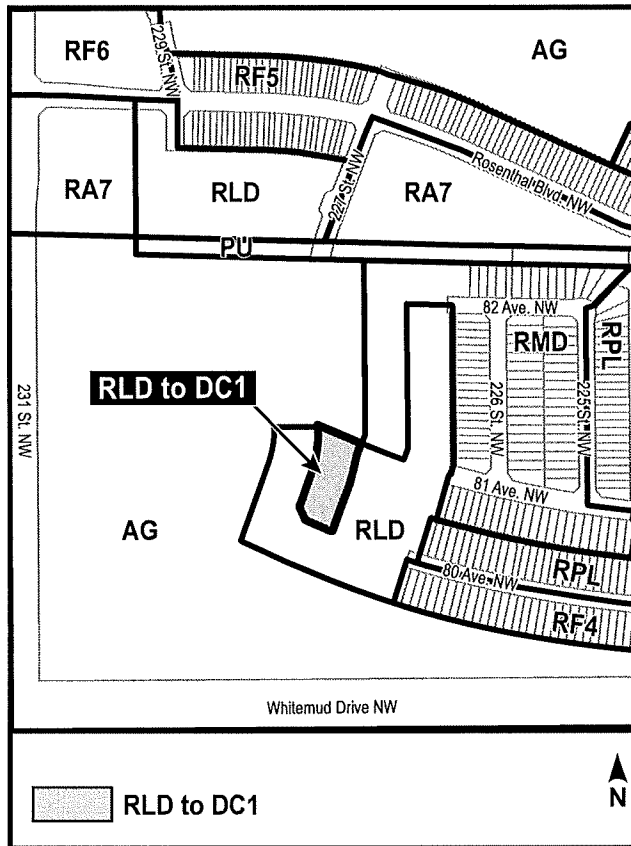 RF6
229 St. NW
AG
RF5
RA7
RLD
227 St. NW
RA7
Rosenthal Blvd. NW
PU
82 Ave. NW
RMD
RPL
RLD to DC1
231 St. NW
226 St. NW
225 St. NW
81 Ave. NW
AG
RLD
RPL
80 Ave. NW
RF4
Whitemud Drive NW
RLD to DC1
N